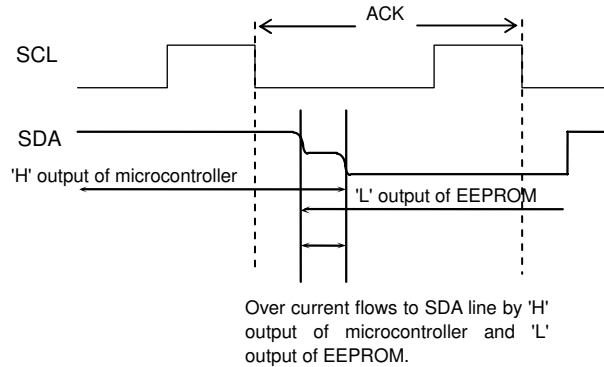 ACK
SCL
SDA
'H' output of microcontroller
'L' output of EEPROM
Over current flows to SDA line by 'H'
output of microcontroller and 'L'
output of EEPROM.